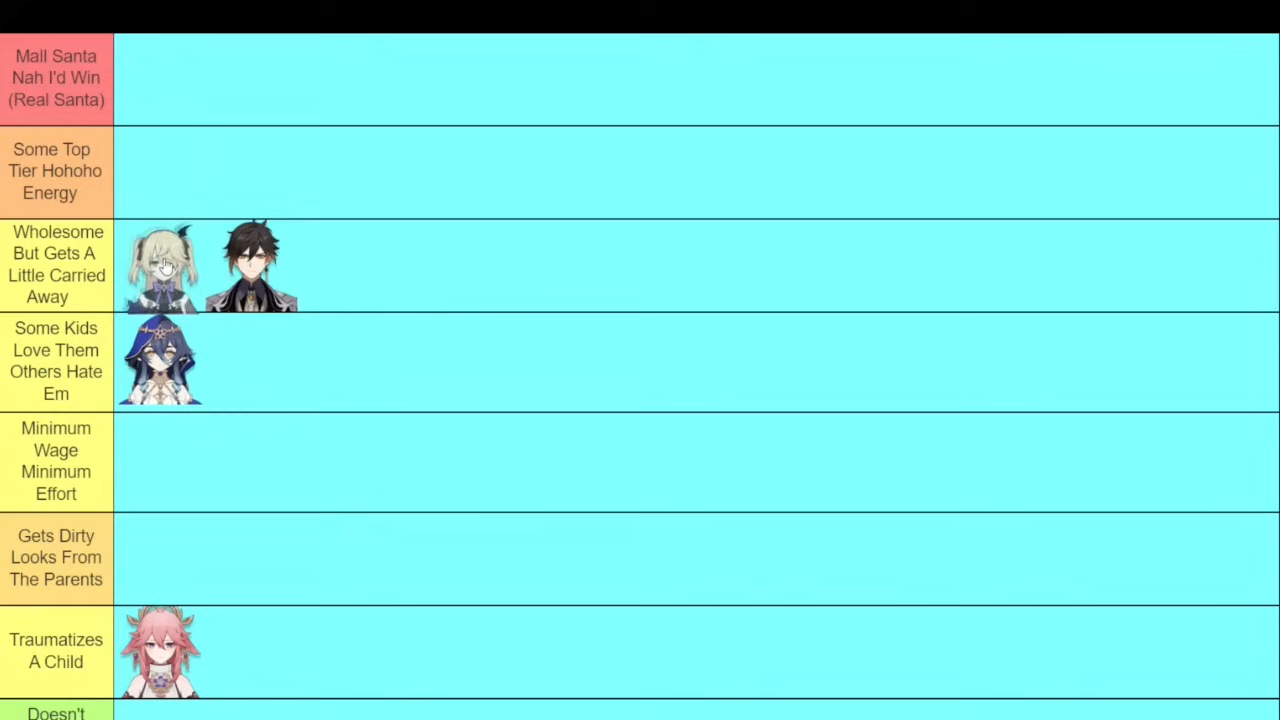 Mall Santa
Nah I'd Win
(Real Santa)
Some Top
Tier Hohoho
Energy
Wholesome
But Gets A
Little Carried
Away
Some Kids
Love Them
Others Hate
Em
Minimum
Wage
Minimum
Effort
Gets Dirty
Looks From
The Parents
Traumatizes
A Child
Doesn't